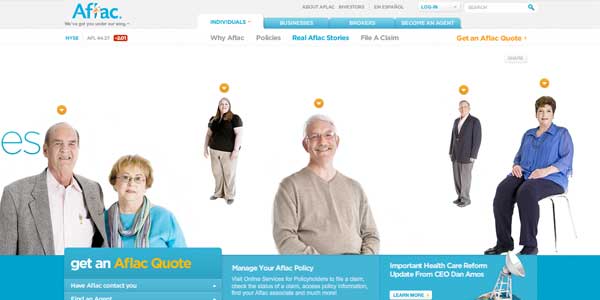 Aflac.
We've got you under our wing.
ABOUT AFLAC INVESTORS EN ESPAÑOL LOG-IN SEARCH
INDIVIDUALS BUSINESSES BROKERS BECOME AN AGENT
NYSE AFL 44.27 -2.01
Why Aflac Policies Real Aflac Stories File A Claim Get an Aflac Quote
SHARE
es
get an Aflac Quote
Have Aflac contact you
Find an Agent
Manage Your Aflac Policy
Visit Online Services for Policyholders to file a claim,
check the status of a claim, access policy information,
find your Aflac associate and much more!
Important Health Care Reform
Update From CEO Dan Amos
LEARN MORE